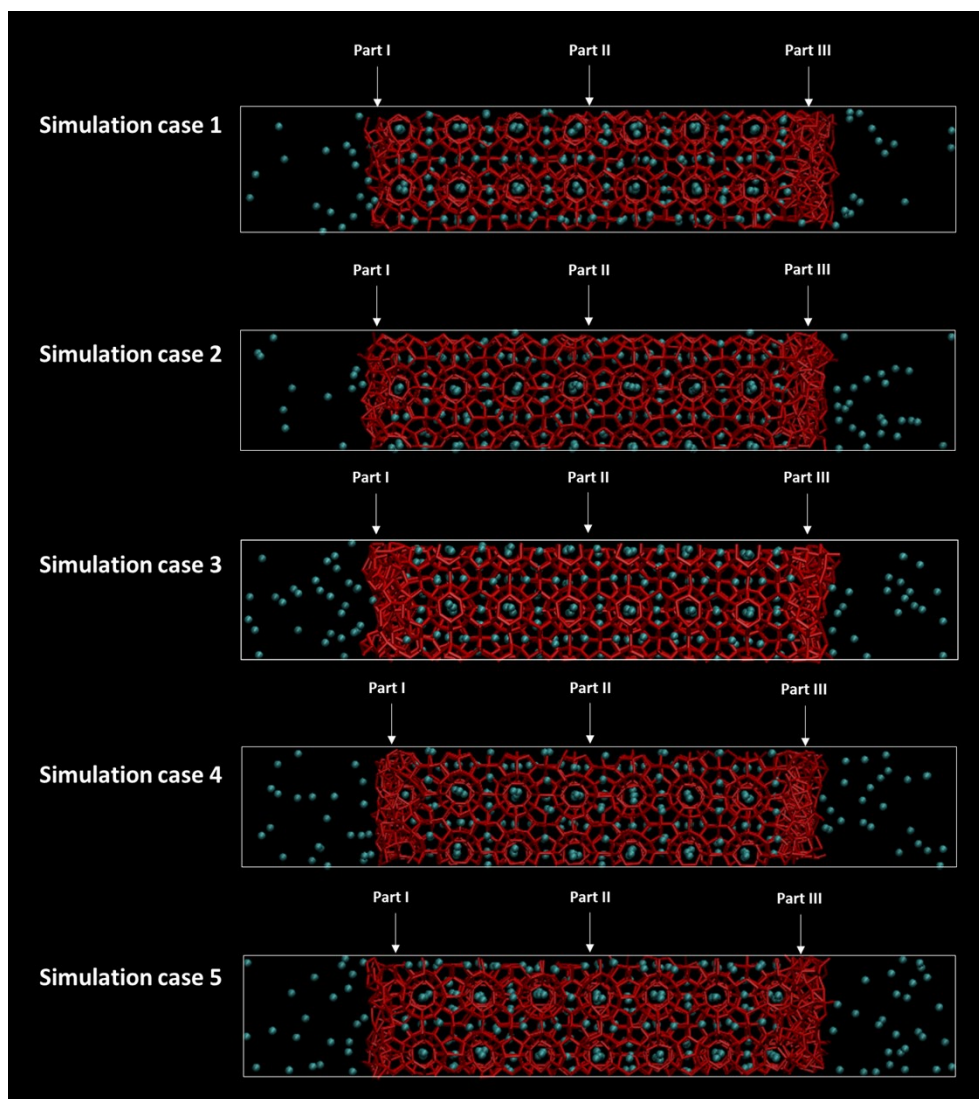 Part I Part II Part III
Simulation case 1
Part I Part II Part III
Simulation case 2
Part I Part II Part III
Simulation case 3
Part I Part II Part III
Simulation case 4
Part I Part II Part III
Simulation case 5